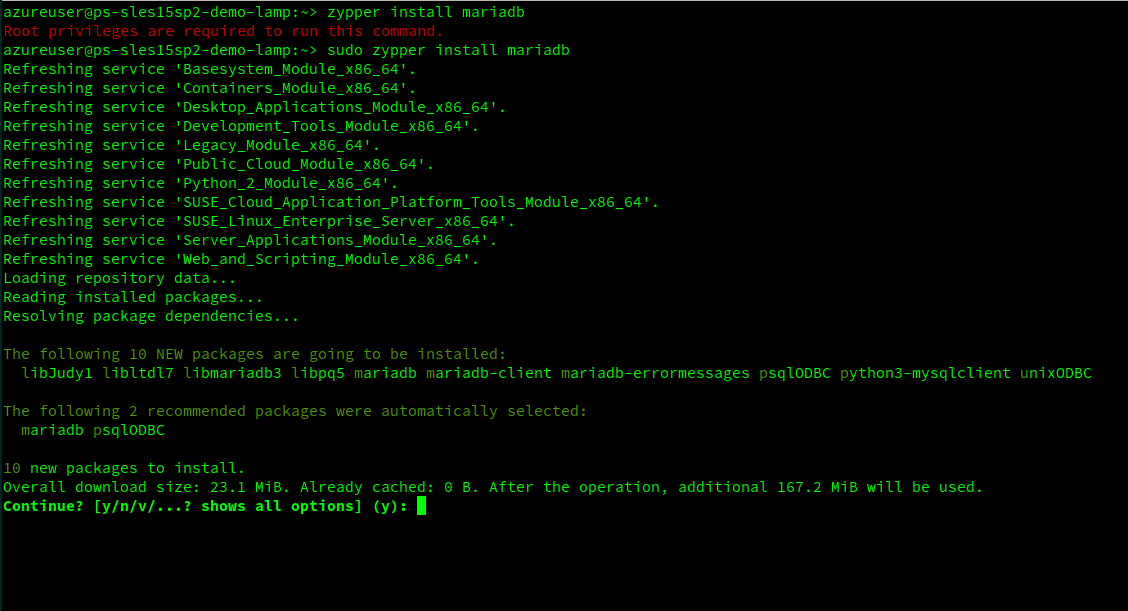 azureuser@ps-sles15sp2-demo-lamp:~> zypper install mariadb
Root privileges are required to run this command.
azureuser@ps-sles15sp2-demo-lamp:~> sudo zypper install mariadb
Refreshing service 'Basesystem_Module_x86_64'.
Refreshing service 'Containers_Module_x86_64'.
Refreshing service 'Desktop_Applications_Module_x86_64'.
Refreshing service 'Development_Tools_Module_x86_64'.
Refreshing service 'Legacy_Module_x86_64'.
Refreshing service 'Public_Cloud_Module_x86_64'.
Refreshing service 'Python_2_Module_x86_64'.
Refreshing service 'SUSE_Cloud_Application_Platform_Tools_Module_x86_64'.
Refreshing service 'SUSE_Linux_Enterprise_Server_x86_64'.
Refreshing service 'Server_Applications_Module_x86_64'.
Refreshing service 'Web_and_Scripting_Module_x86_64'.
Loading repository data...
Reading installed packages...
Resolving package dependencies...
The following 10 NEW packages are going to be installed:
libJudy1 libltdl7 libmariadb3 libpq5 mariadb mariadb-client mariadb-errormessages psqlODBC python3-mysqlclient unixODBC
The following 2 recommended packages were automatically selected:
mariadb psqlODBC
10 new packages to install.
Overall download size: 23.1 MiB. Already cached: 0 B. After the operation, additional 167.2 MiB will be used.
Continue? [y/n/v/...? shows all options] (y):